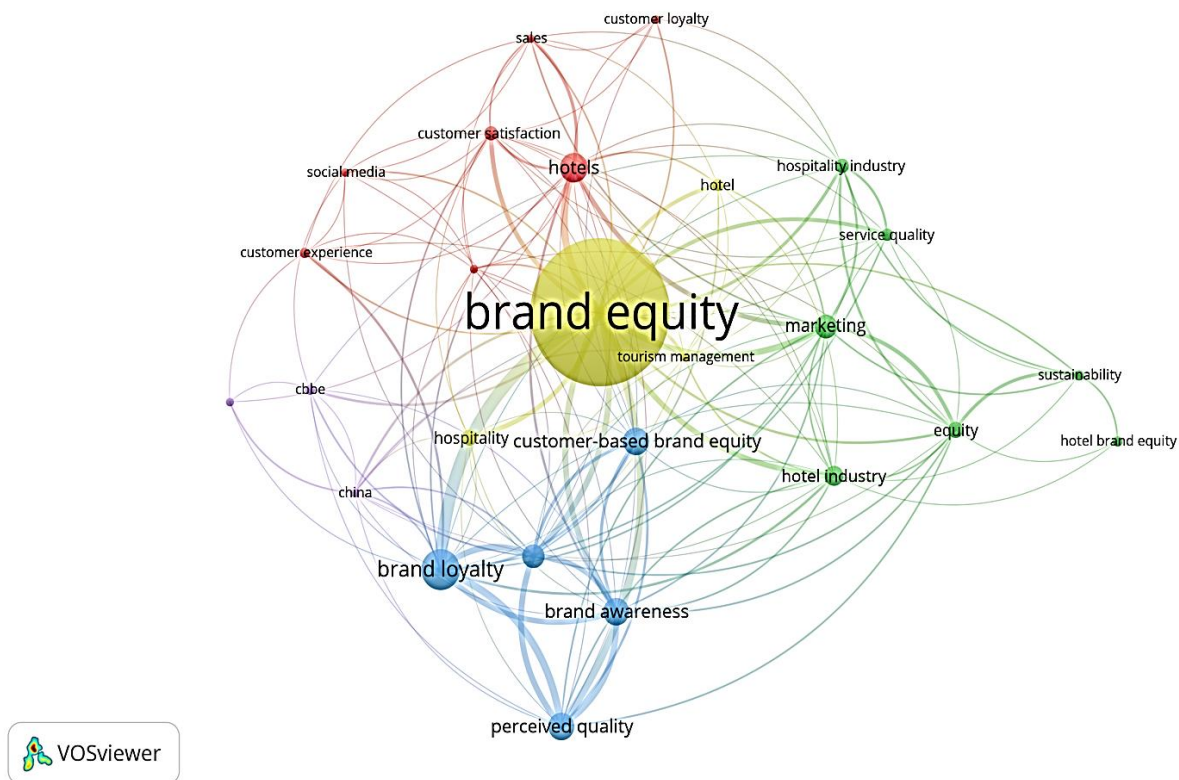 customer loyalty
sales
customer satisfaction
hotels
hospitality industry
social media
hotel
service quality
customer experience
brand equity
marketing
tourism management
sustainability
cbbe
equity
hospitality
customer-based brand equity
hotel brand equity
hotel industry
china
brand loyalty
brand awareness
perceived quality
VOSviewer